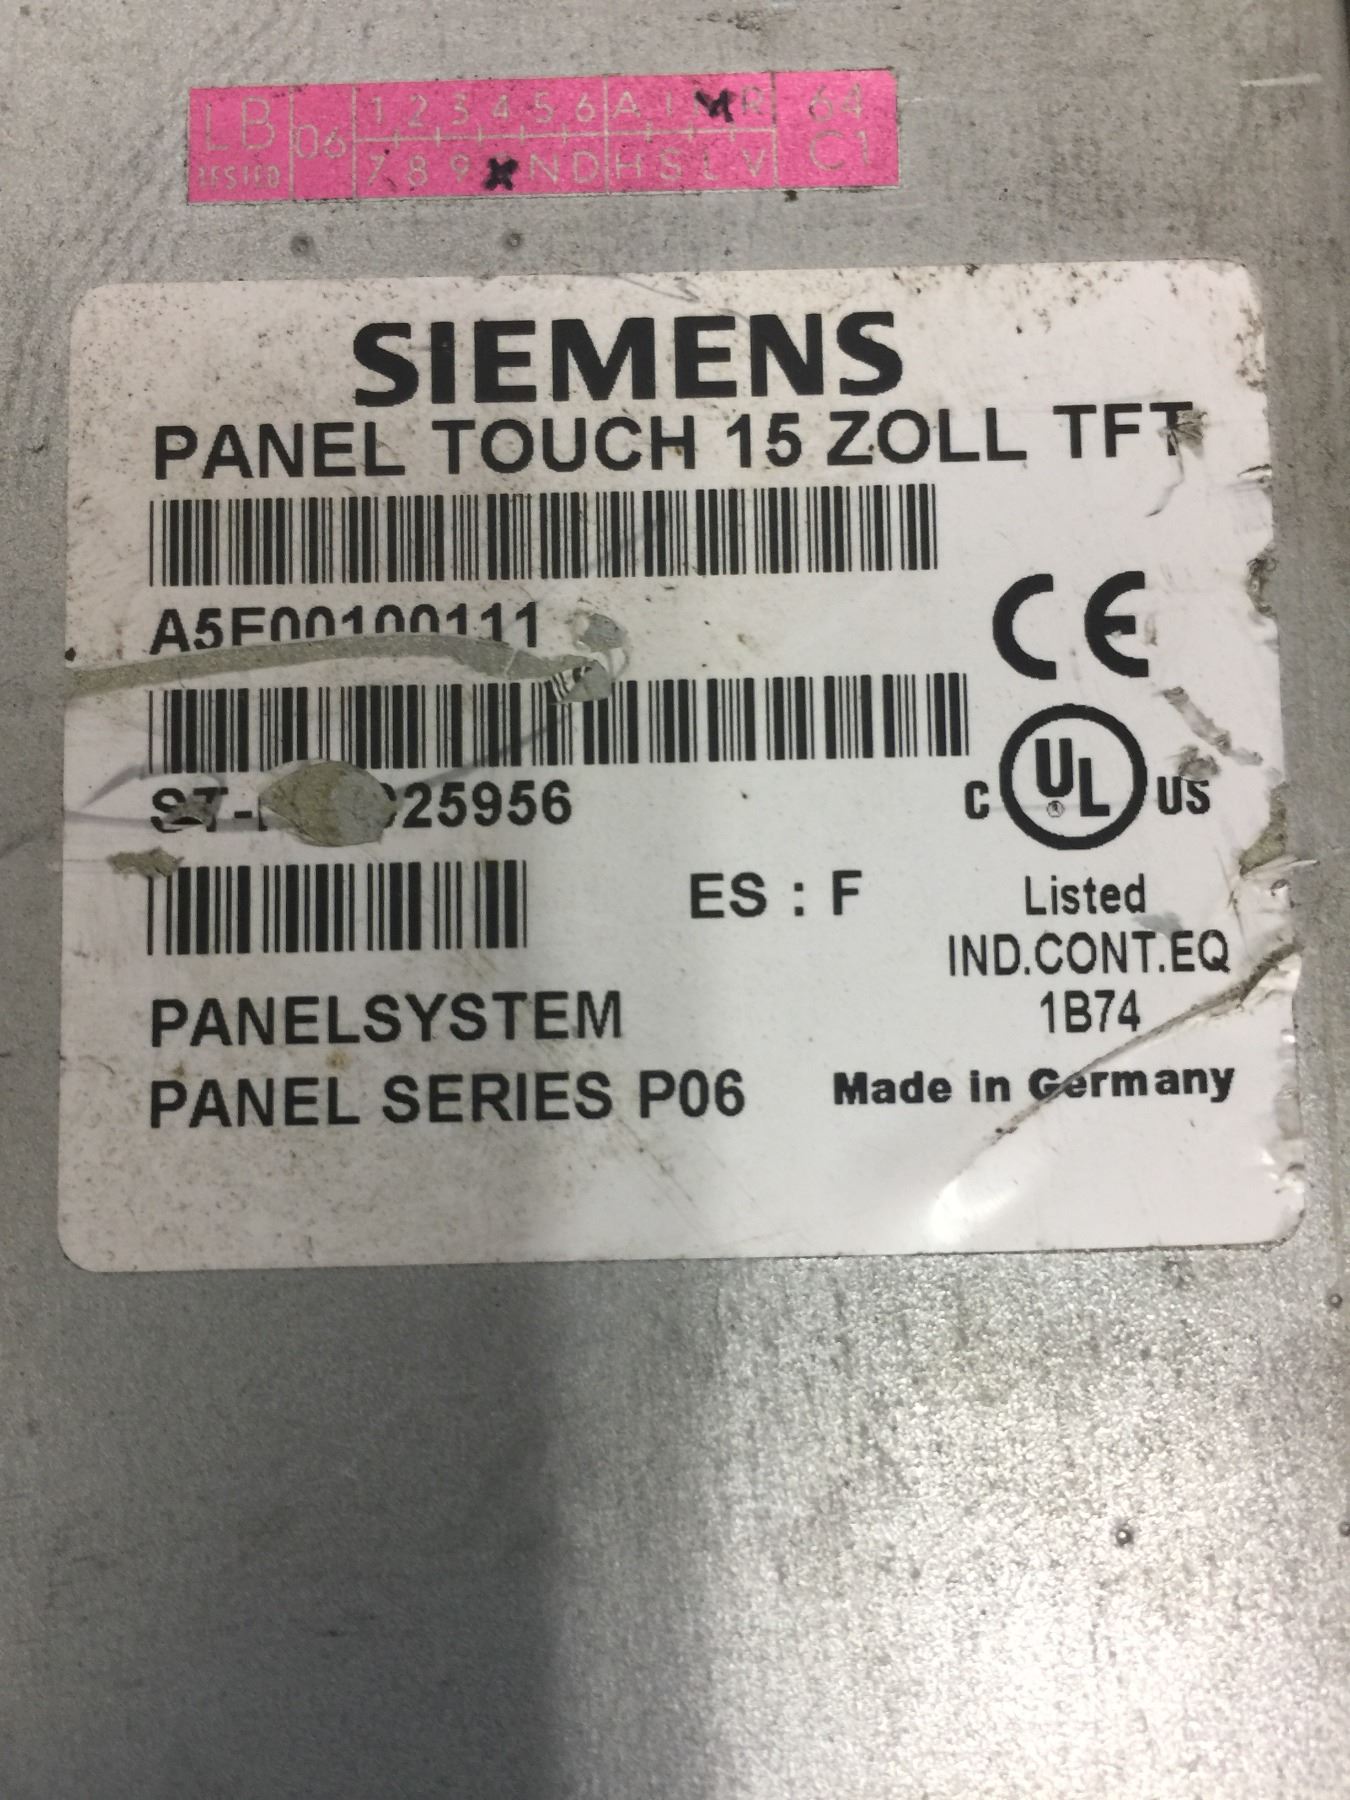 LB 06 1 2 3 4 5 6 A I R 64
TESTED 7 8 9 N D H S L V C1
SIEMENS
PANEL TOUCH 15 ZOLL TFT
A5E00100111
CE
C UL US
ES : F
Listed
IND.CONT.EQ
PANELSYSTEM
1B74
PANEL SERIES P06
Made in Germany